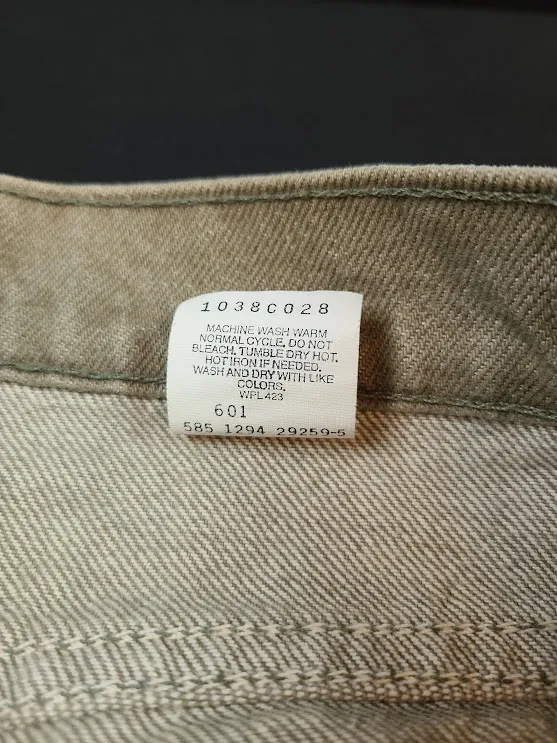 1038C028
MACHINE WASH WARM
NORMAL CYCLE. DO NOT
BLEACH. TUMBLE DRY HOT.
HOT IRON IF NEEDED.
WASH AND DRY WITH LIKE
COLORS.
WPL 423
601
585 1294 29259-5